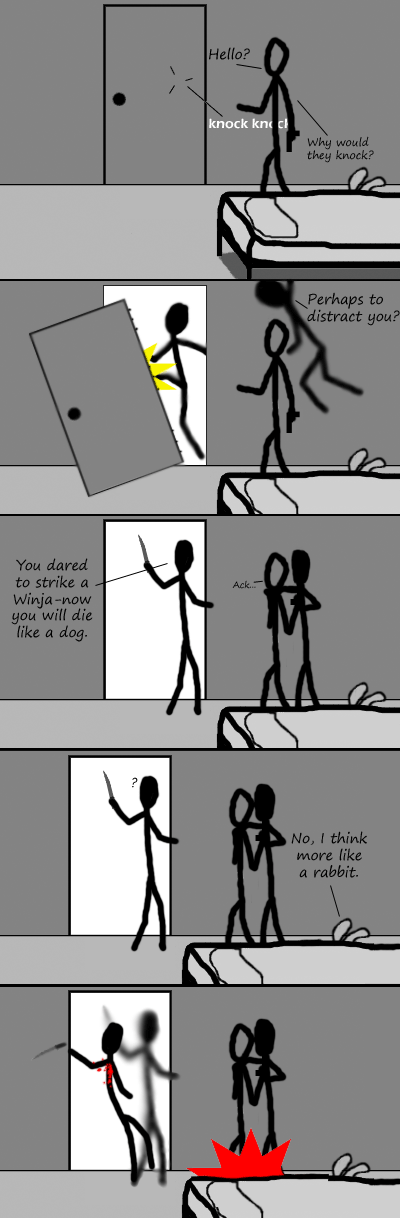 Hello?
knock knock
Why would
they knock?
Perhaps to
distract you?
You dared
to strike a
Winja-now
you will die
like a dog.
Ack...
?
No, I think
more like
a rabbit.